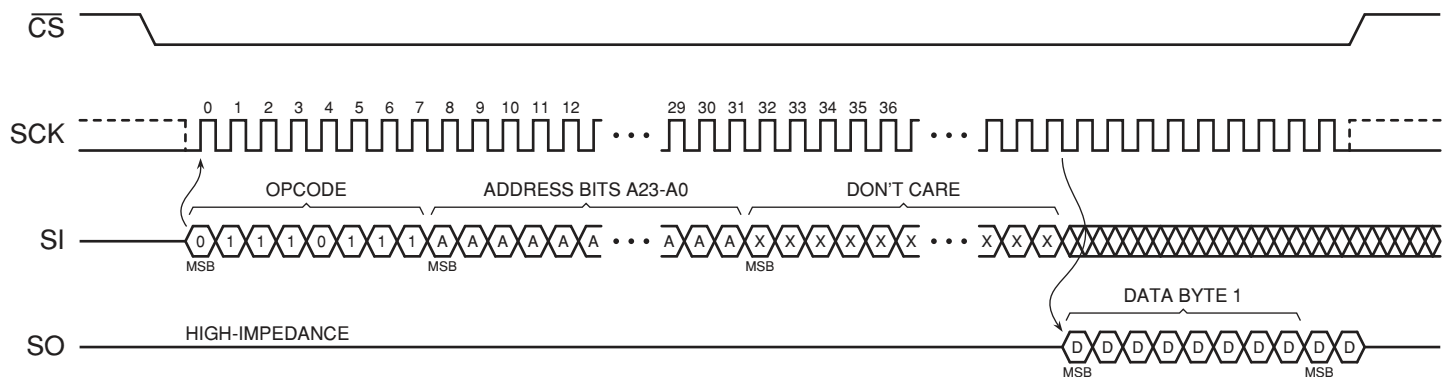 CS
0 1 2 3 4 5 6 7 8 9 10 11 12 29 30 31 32 33 34 35 36
SCK
OPCODE ADDRESS BITS A23-A0 DON'T CARE
SI 0 1 1 1 0 1 1 1 A A A A A A A A A X X X X X X X X X
MSB MSB MSB
DATA BYTE 1
HIGH-IMPEDANCE
SO D D D D D D D D D D
MSB MSB